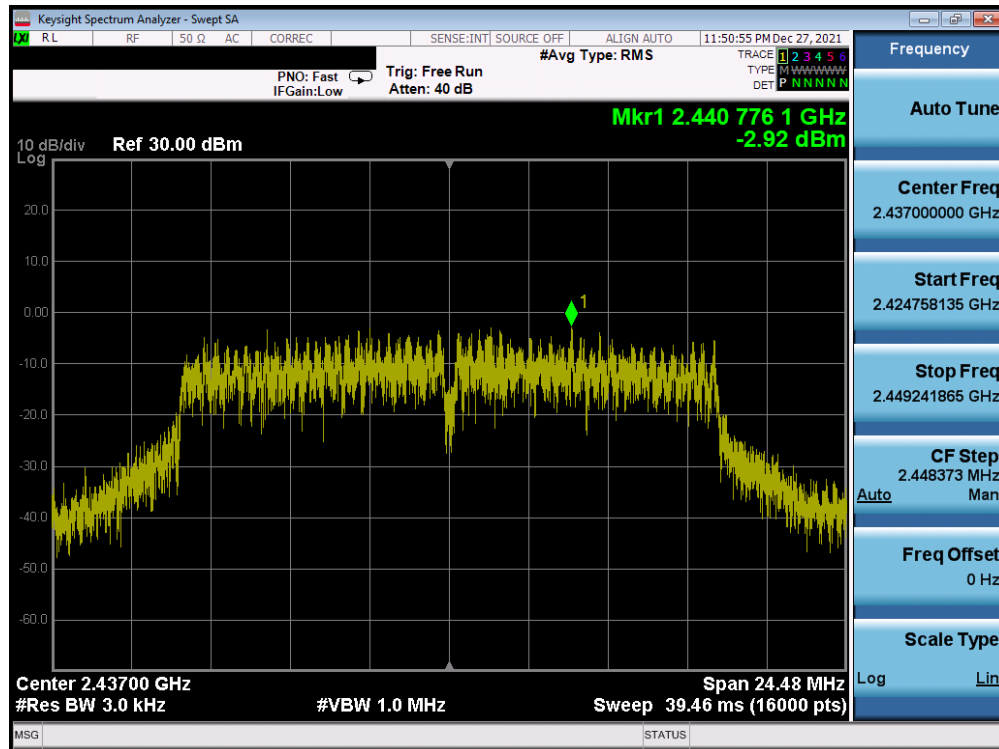 Keysight Spectrum Analyzer - Swept SA
LXI RL RF 50 Ω AC CORREC SENSE:INT SOURCE OFF ALIGN AUTO 11:50:55 PM Dec 27, 2021
#Avg Type: RMS
TRACE 1 2 3 4 5 6
TYPE M W W W W W
DET P N N N N N
PNO: Fast
IFGain:Low
Trig: Free Run
Atten: 40 dB
Mkr1 2.440 776 1 GHz
-2.92 dBm
10 dB/div
Log
Ref 30.00 dBm
20.0
10.0
0.00
-10.0
-20.0
-30.0
-40.0
-50.0
-60.0
1
Center 2.43700 GHz
Span 24.48 MHz
#Res BW 3.0 kHz
#VBW 1.0 MHz
Sweep 39.46 ms (16000 pts)
MSG
STATUS
Frequency
Auto Tune
Center Freq
2.437000000 GHz
Start Freq
2.424758135 GHz
Stop Freq
2.449241865 GHz
CF Step
2.448373 MHz
Auto Man
Freq Offset
0 Hz
Scale Type
Log Lin